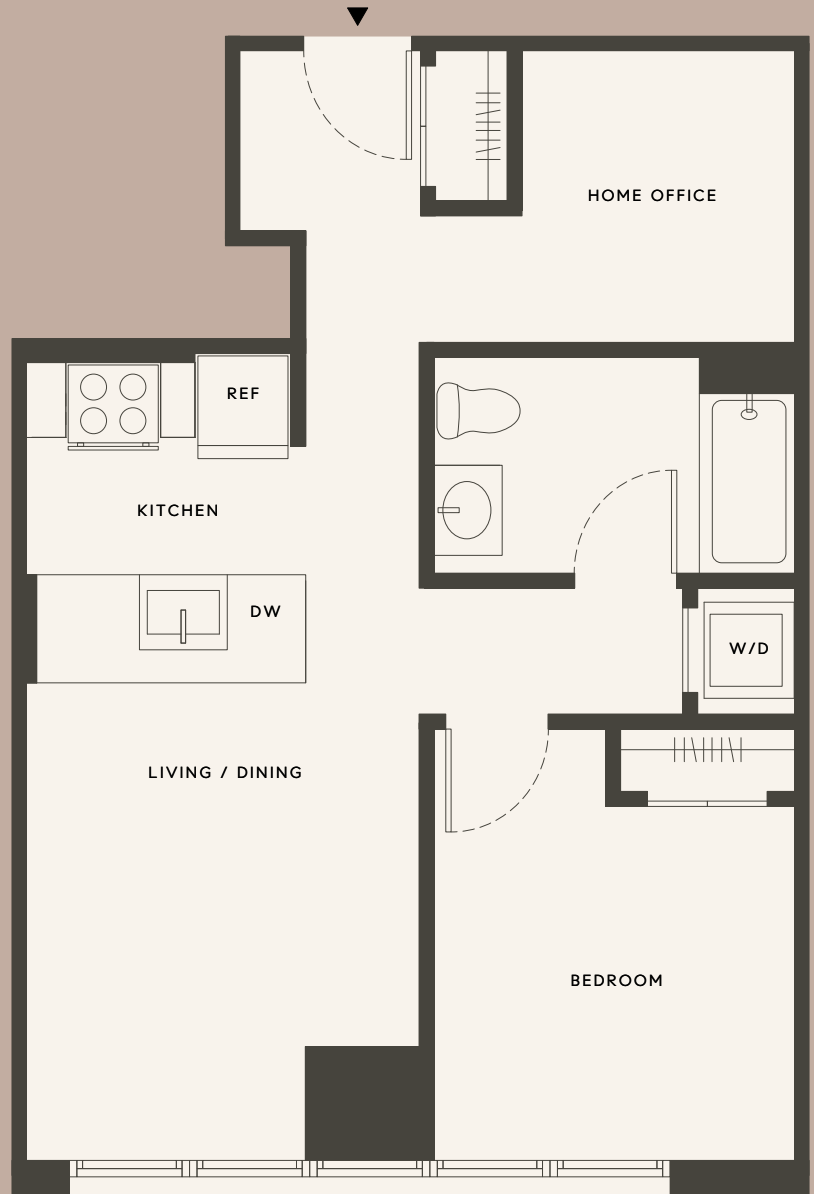 HOME OFFICE
REF
KITCHEN
DW
W/D
LIVING / DINING
BEDROOM